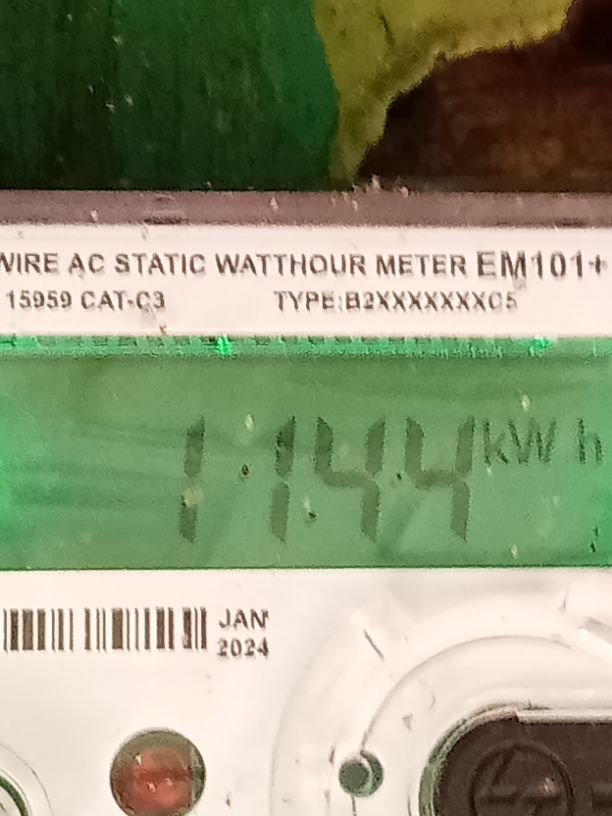 WIRE AC STATIC WATTHOUR METER EM101+
15959 CAT-C3 TYPE:B2XXXXXXXC5
1144 kWh
JAN
2024